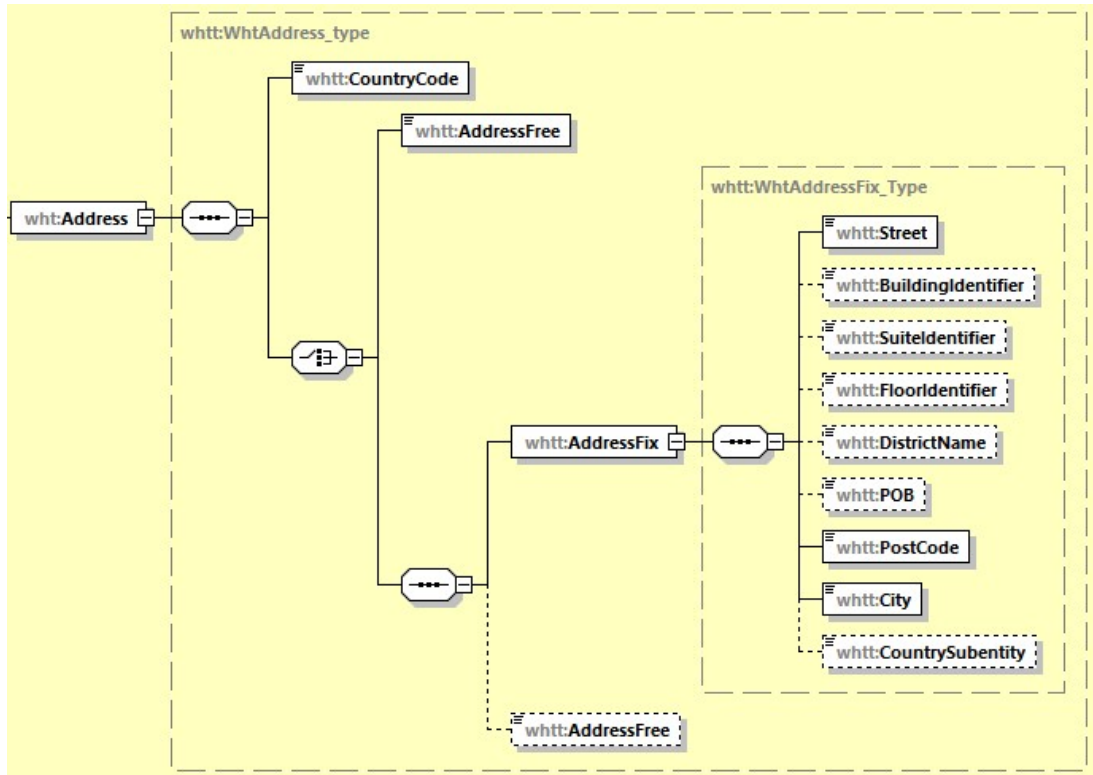 whtt:WhtAddress_type
whtt:CountryCode
whtt:AddressFree
whtt:WhtAddressFix_Type
wht:Address
whtt:Street
whtt:BuildingIdentifier
whtt:SuiteIdentifier
whtt:FloorIdentifier
whtt:AddressFix
whtt:DistrictName
whtt:POB
whtt:PostCode
whtt:City
whtt:CountrySubentity
whtt:AddressFree